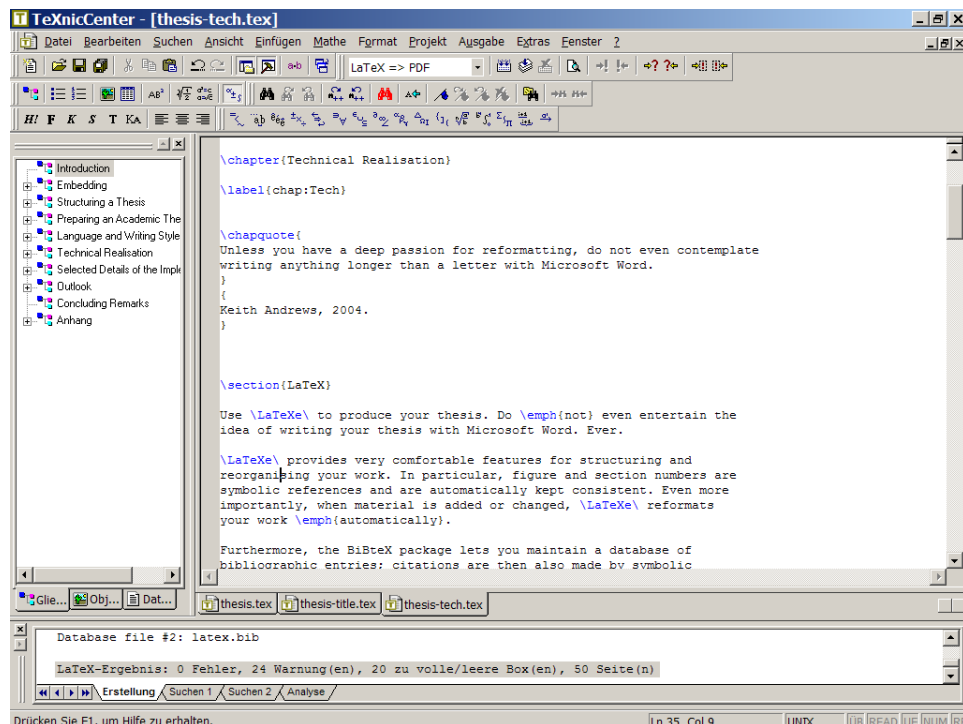 TeXnicCenter - [thesis-tech.tex]
Datei Bearbeiten Suchen Ansicht Einfügen Mathe Format Projekt Ausgabe Extras Fenster ?
LaTeX => PDF
H! F K S T KA
Introduction
Embedding
Structuring a Thesis
Preparing an Academic The
Language and Writing Style
Technical Realisation
Selected Details of the Imple
Outlook
Concluding Remarks
Anhang
\chapter{Technical Realisation}
\label{chap:Tech}
\chapquote{
Unless you have a deep passion for reformatting, do not even contemplate
writing anything longer than a letter with Microsoft Word.
}
{
Keith Andrews, 2004.
}
\section{LaTeX}
Use \LaTeXe\ to produce your thesis. Do \emph{not} even entertain the
idea of writing your thesis with Microsoft Word. Ever.
\LaTeXe\ provides very comfortable features for structuring and
reorganising your work. In particular, figure and section numbers are
symbolic references and are automatically kept consistent. Even more
importantly, when material is added or changed, \LaTeXe\ reformats
your work \emph{automatically}.
Furthermore, the BiBteX package lets you maintain a database of
bibliographic entries; citations are then also made by symbolic
Glie... Obj... Dat...
thesis.tex thesis-title.tex thesis-tech.tex
Database file #2: latex.bib
LaTeX-Ergebnis: 0 Fehler, 24 Warnung(en), 20 zu volle/leere Box(en), 50 Seite(n)
Erstellung Suchen 1 Suchen 2 Analyse
Drücken Sie F1, um Hilfe zu erhalten. Ln 35, Col 9 UNIX ÜB READ UF NUM